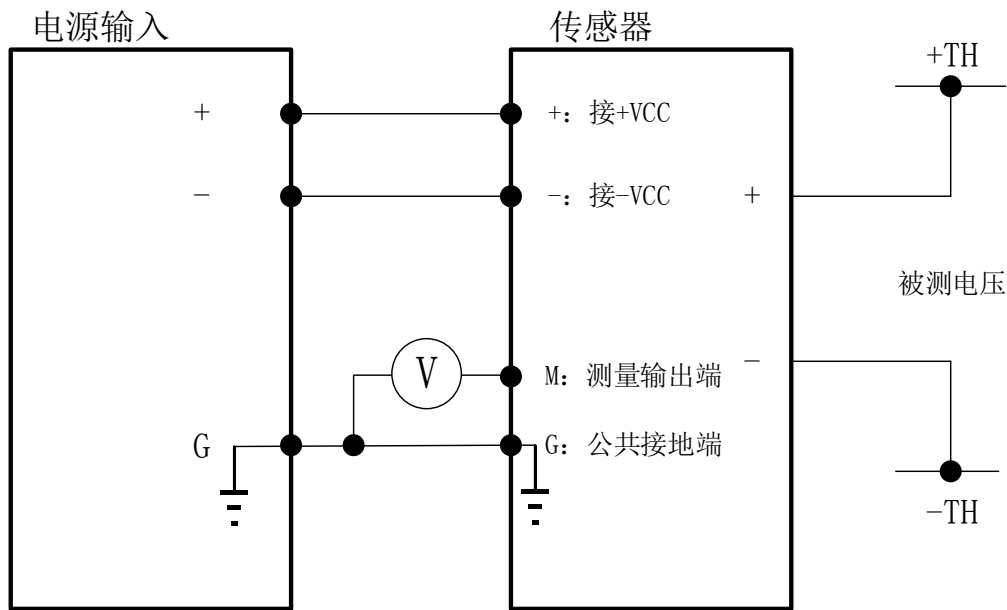 电源输入
传感器
+TH
+
+: 接+VCC
-
-: 接-VCC
+
被测电压
V
M: 测量输出端
-
G
G: 公共接地端
-TH